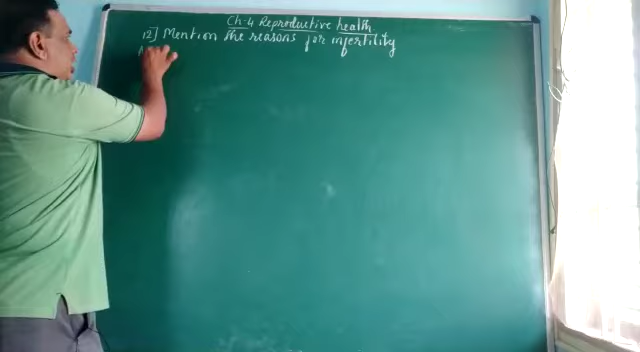 Ch-4 Reproductive health
12] Mention the reasons for infertility